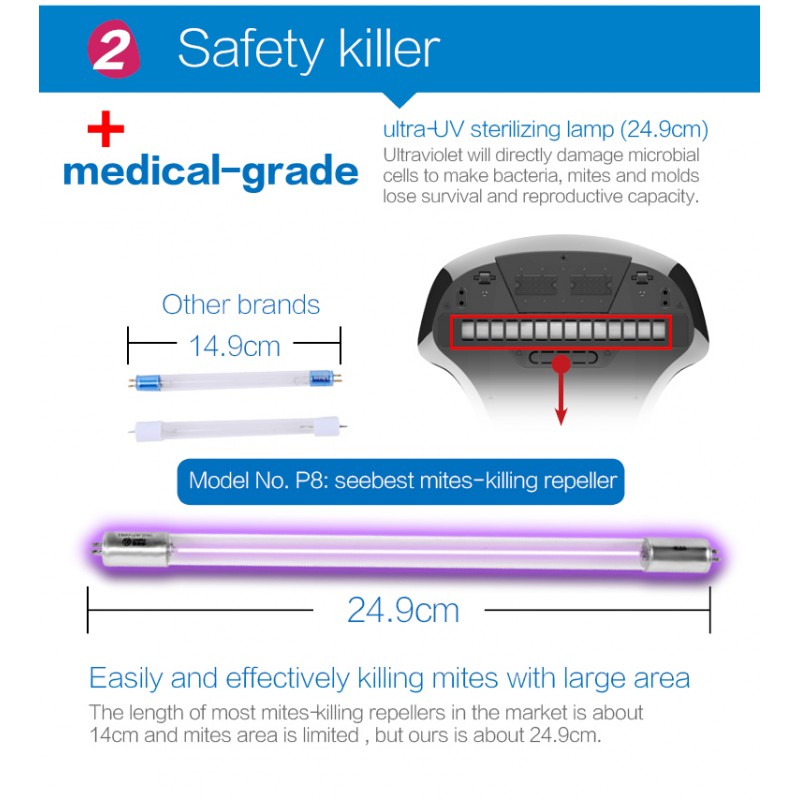 2 Safety killer
medical-grade
ultra-UV sterilizing lamp (24.9cm)
Ultraviolet will directly damage microbial
cells to make bacteria, mites and molds
lose survival and reproductive capacity.
Other brands
14.9cm
Model No. P8: seebest mites-killing repeller
24.9cm
Easily and effectively killing mites with large area
The length of most mites-killing repellers in the market is about
14cm and mites area is limited , but ours is about 24.9cm.